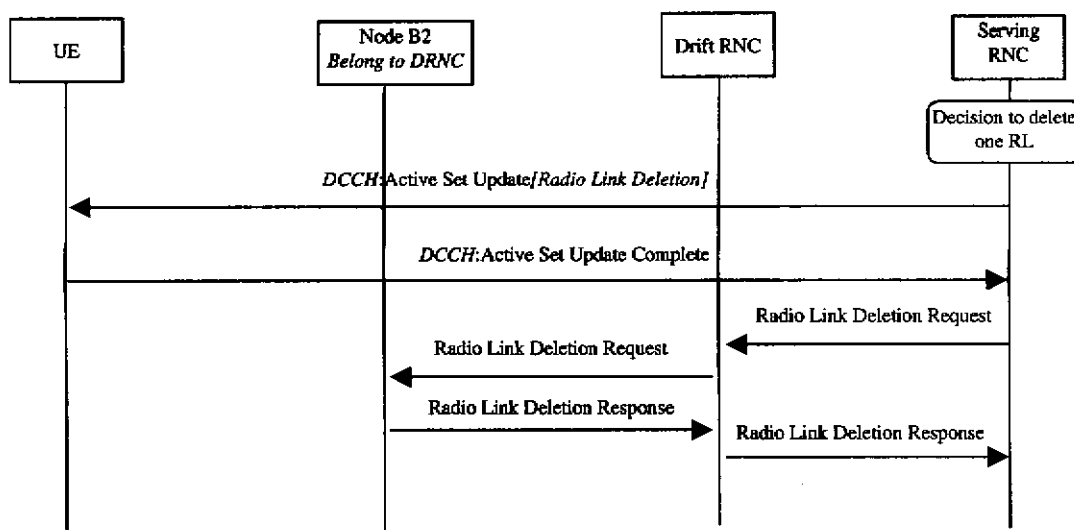 UE
Node B2
Belong to DRNC
Drift RNC
Serving
RNC
Decision to delete
one RL
DCCH:Active Set Update[Radio Link Deletion]
DCCH:Active Set Update Complete
Radio Link Deletion Request
Radio Link Deletion Request
Radio Link Deletion Response
Radio Link Deletion Response